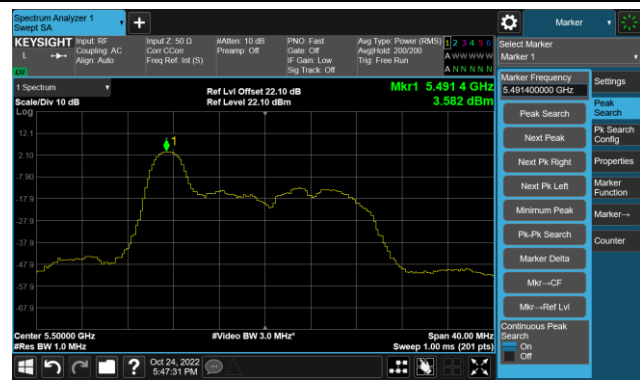 Spectrum Analyzer 1
Swept SA
+
Marker
KEYSIGHT
L
Input: RF
Coupling: AC
Align: Auto
Input Z: 50 Ω
Corr CCorr
Freq Ref: Int (S)
#Atten: 10 dB
Preamp: Off
PNO: Fast
Gate: Off
IF Gain: Low
Sig Track: Off
Avg Type: Power (RMS)
Avg|Hold: 200/200
Trig: Free Run
1 2 3 4 5 6
A W W W W W
A N N N N N
LW
Select Marker
Marker 1
1 Spectrum
Scale/Div 10 dB
Log
Ref Lvl Offset 22.10 dB
Ref Level 22.10 dBm
Mkr1 5.491 4 GHz
3.582 dBm
1
12.1
2.10
-7.90
-17.9
-27.9
-37.9
-47.9
-57.9
-67.9
Center 5.50000 GHz
#Res BW 1.0 MHz
#Video BW 3.0 MHz*
Span 40.00 MHz
Sweep 1.00 ms (201 pts)
Marker Frequency
5.491400000 GHz
Peak Search
Next Peak
Next Pk Right
Next Pk Left
Minimum Peak
Pk-Pk Search
Marker Delta
Mkr→CF
Mkr→Ref Lvl
Continuous Peak
Search
On
Off
Settings
Peak
Search
Pk Search
Config
Properties
Marker
Function
Marker→
Counter
?
Oct 24, 2022
5:47:31 PM